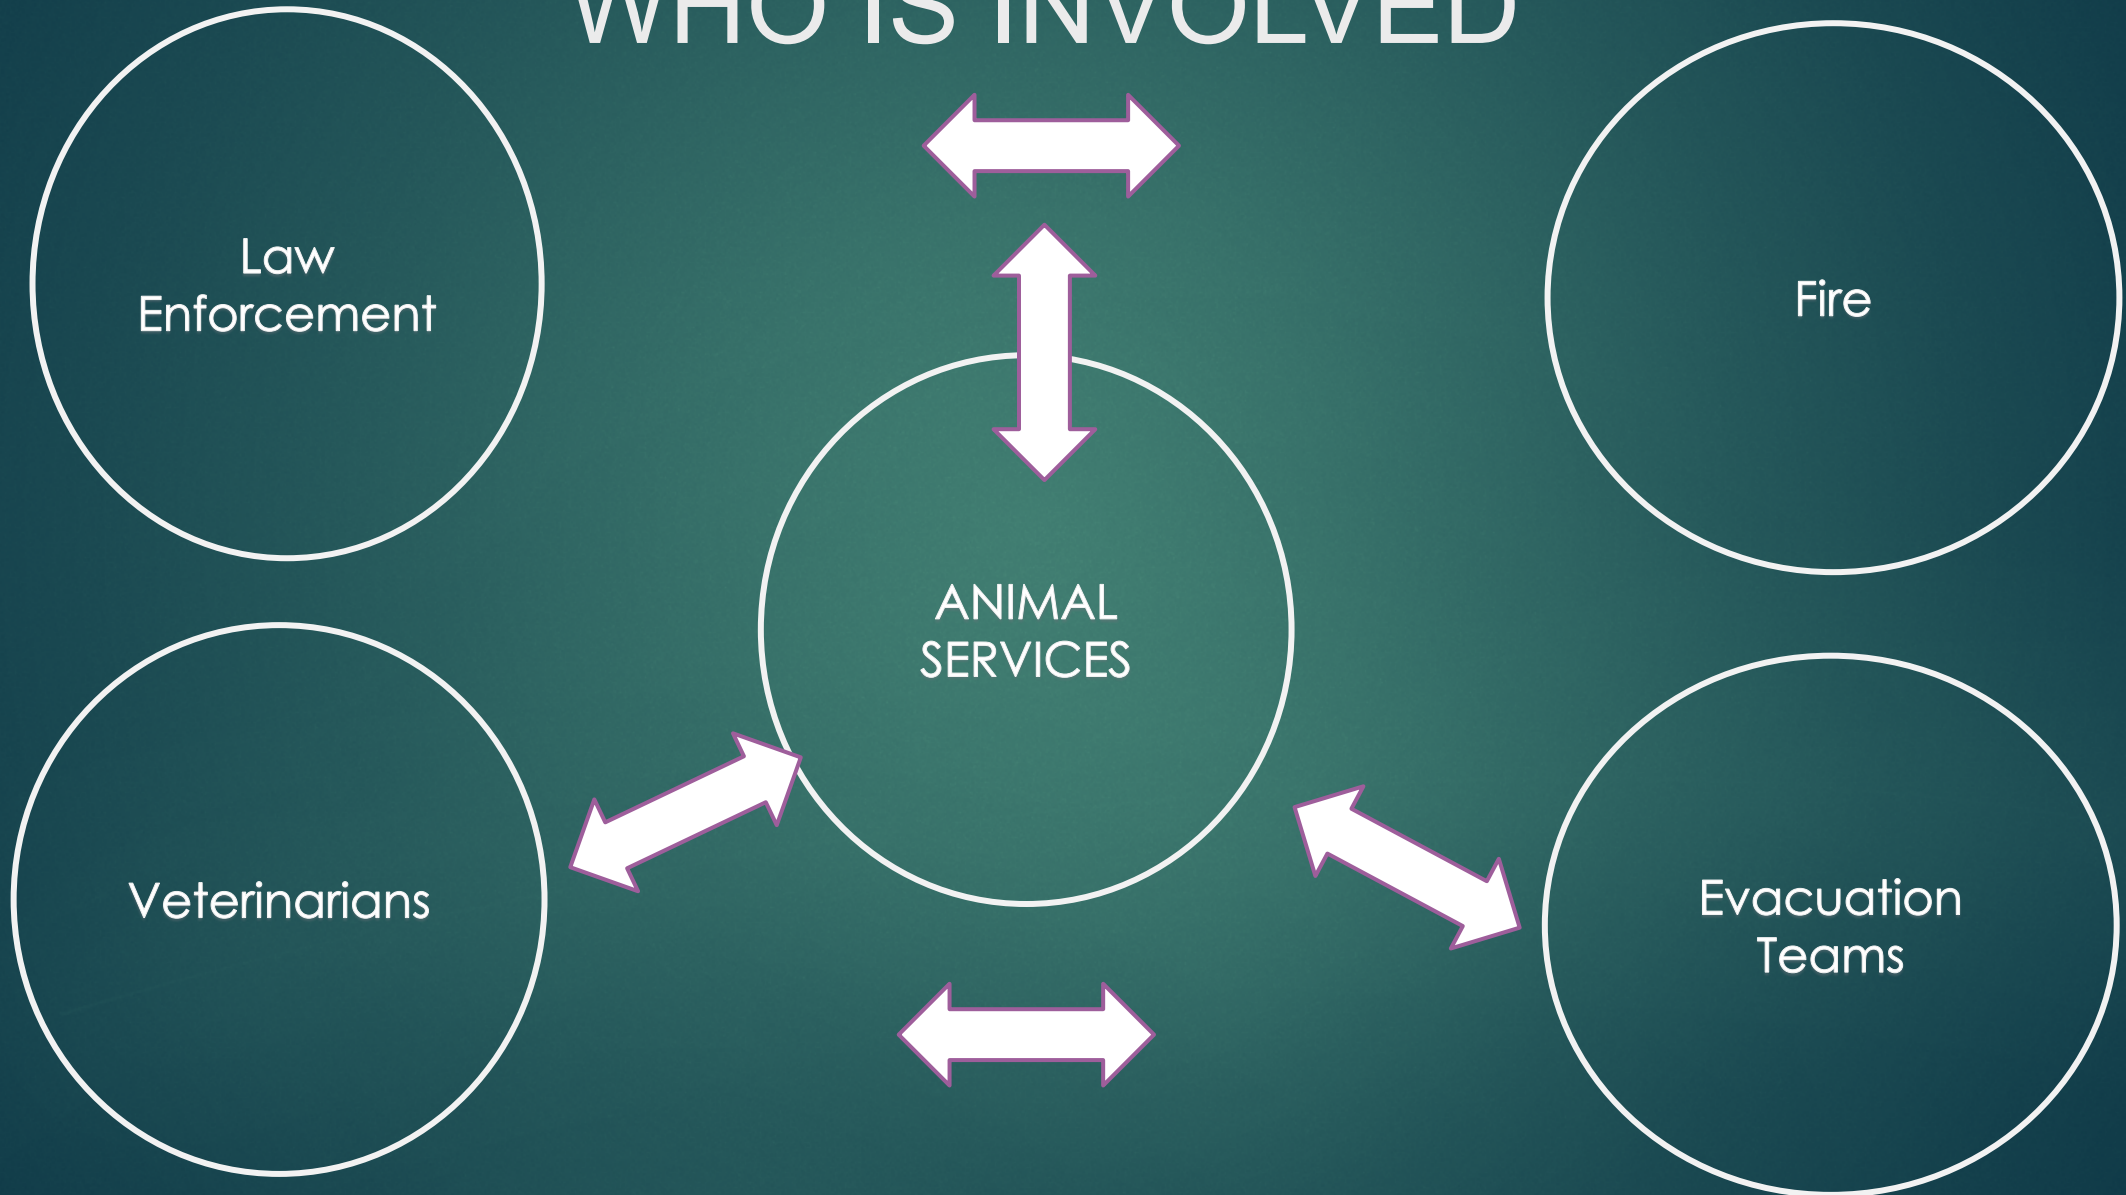 WHO IS INVOLVED
Law
Enforcement
Fire
ANIMAL
SERVICES
Veterinarians
Evacuation
Teams